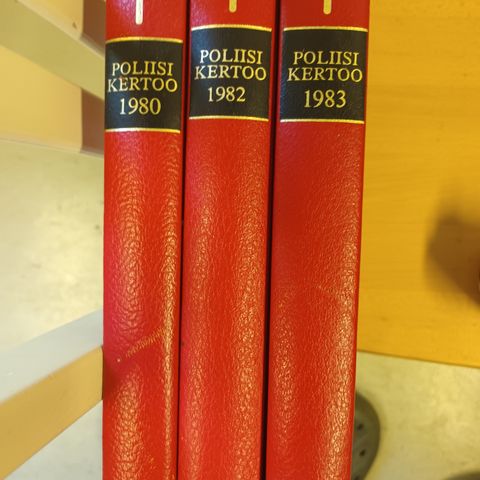 POLIISI
KERTOO
1980
POLIISI
KERTOO
1982
POLIISI
KERTOO
1983